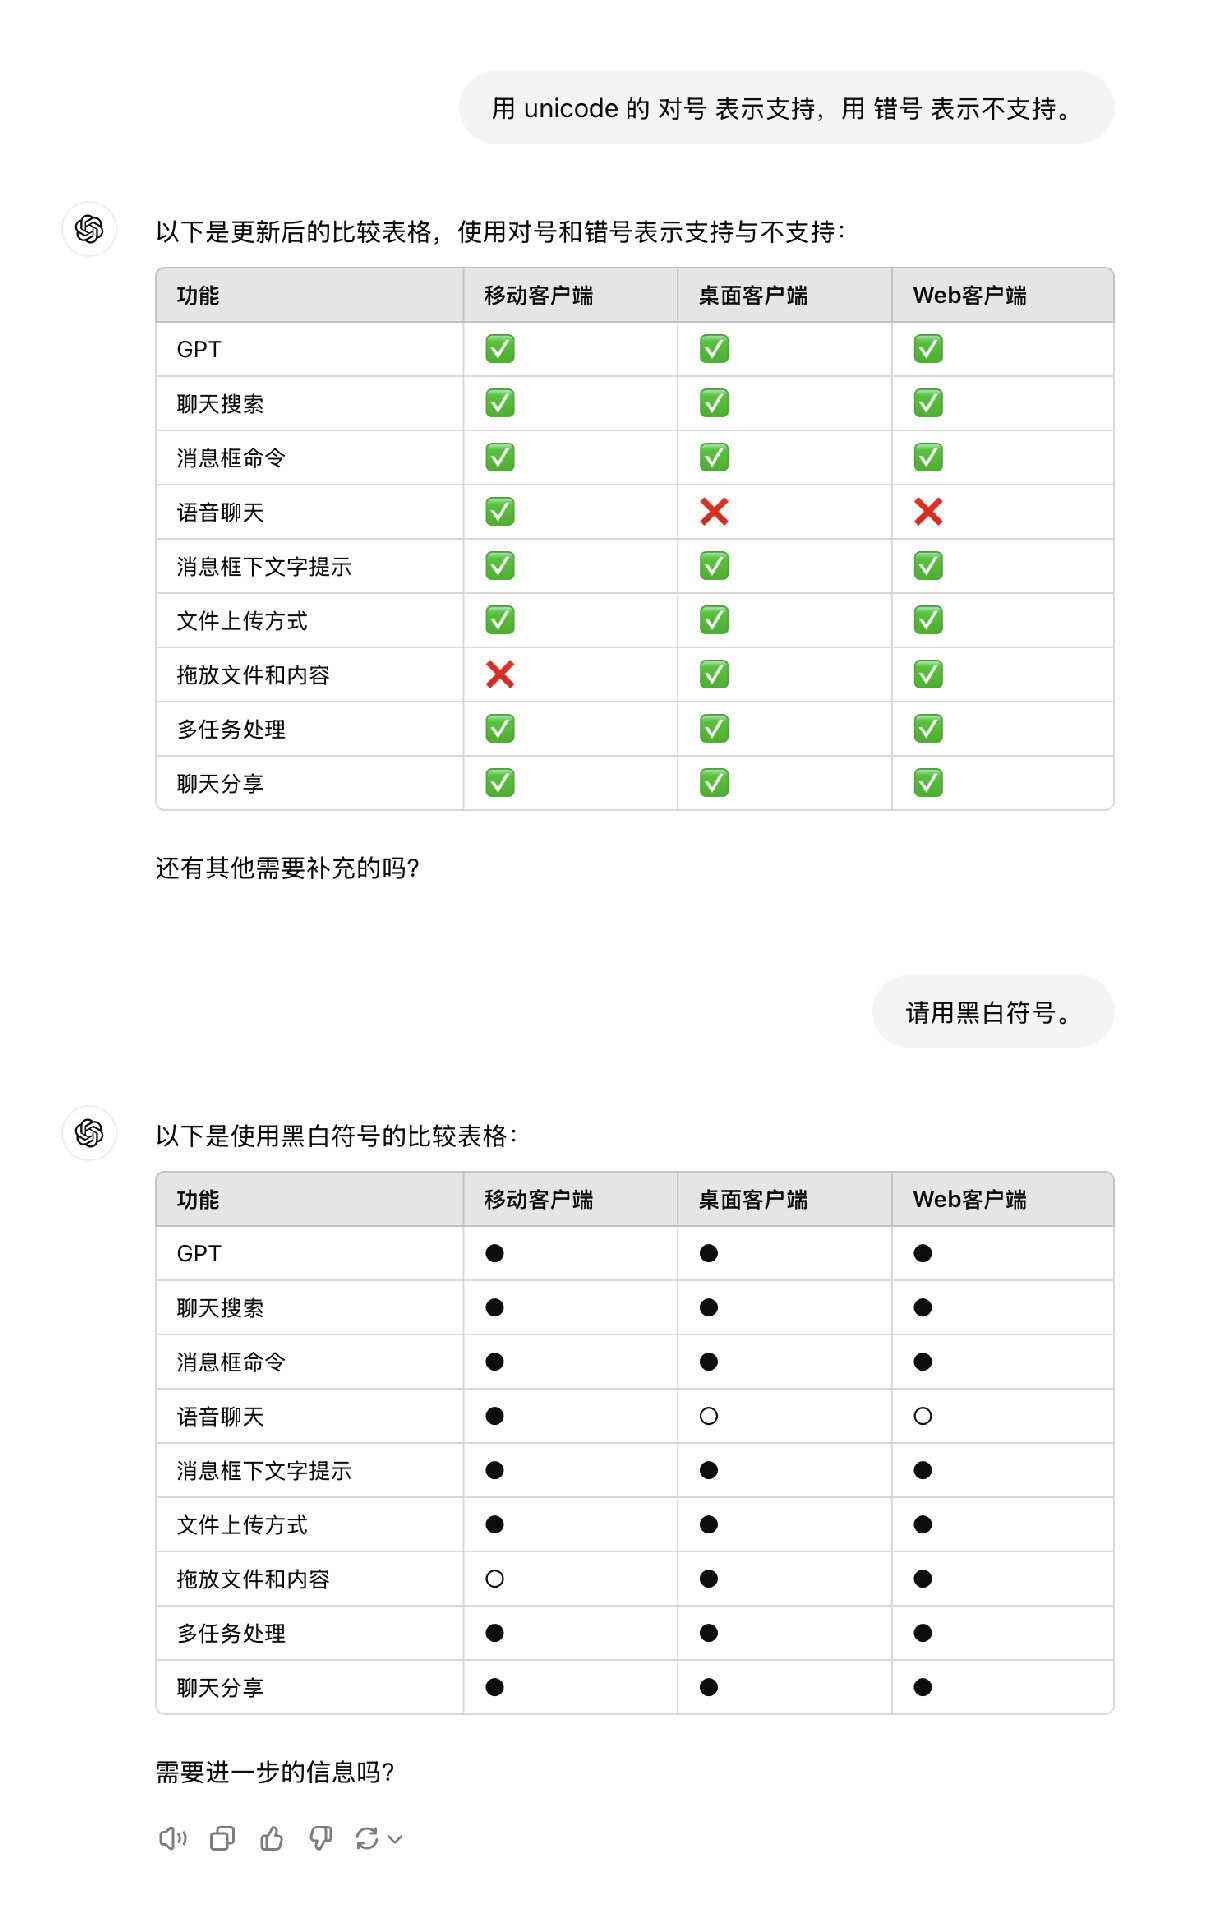 用 unicode 的 对号 表示支持，用 错号 表示不支持。
以下是更新后的比较表格，使用对号和错号表示支持与不支持：
功能 移动客户端 桌面客户端 Web客户端
GPT ✅ ✅ ✅
聊天搜索 ✅ ✅ ✅
消息框命令 ✅ ✅ ✅
语音聊天 ✅ ❌ ❌
消息框下文字提示 ✅ ✅ ✅
文件上传方式 ✅ ✅ ✅
拖放文件和内容 ❌ ✅ ✅
多任务处理 ✅ ✅ ✅
聊天分享 ✅ ✅ ✅
还有其他需要补充的吗？
请用黑白符号。
以下是使用黑白符号的比较表格：
功能 移动客户端 桌面客户端 Web客户端
GPT ● ● ●
聊天搜索 ● ● ●
消息框命令 ● ● ●
语音聊天 ● ○ ○
消息框下文字提示 ● ● ●
文件上传方式 ● ● ●
拖放文件和内容 ○ ● ●
多任务处理 ● ● ●
聊天分享 ● ● ●
需要进一步的信息吗？